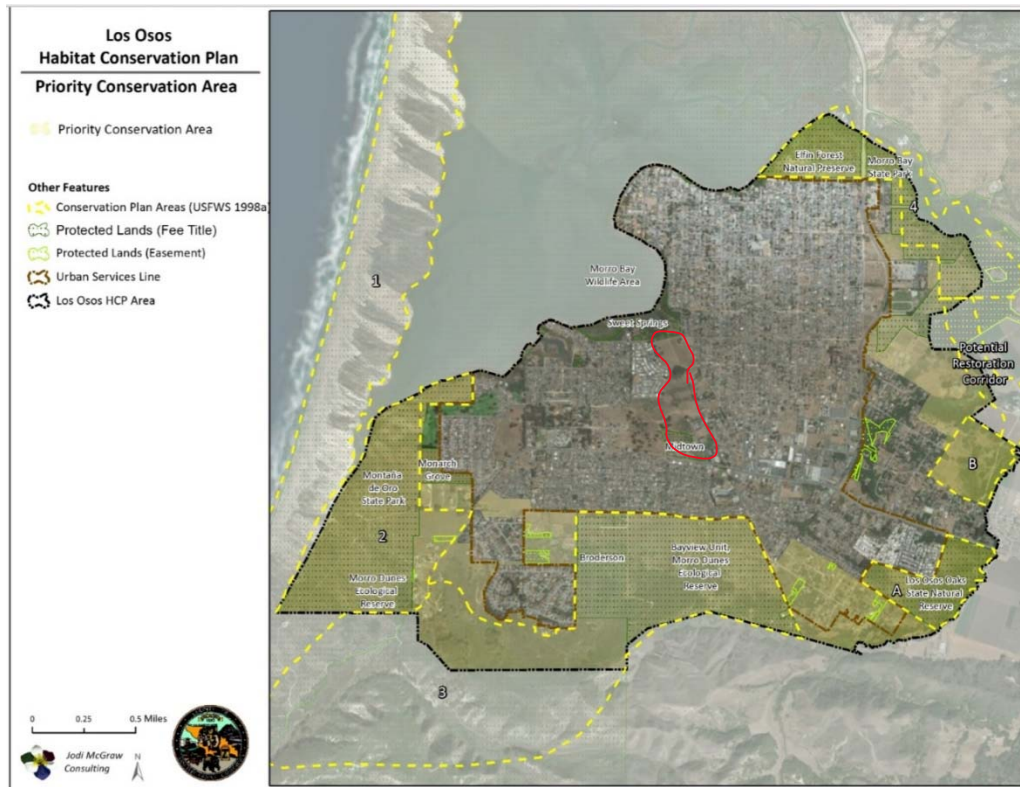 Los Osos
Habitat Conservation Plan
Priority Conservation Area
Priority Conservation Area
Other Features
Conservation Plan Areas (USFWS 1998a)
Protected Lands (Fee Title)
Protected Lands (Easement)
Urban Services Line
Los Osos HCP Area
0 0.25 0.5 Miles
Jodi McGraw
Consulting
N
Elfin Forest
Natural Preserve
Morro Bay
State Park
4
1
Morro Bay
Wildlife Area
Sweet Springs
Potential
Restoration
Corridor
Midtown
B
Monarch
Grove
Montaña
de Oro
State Park
2
Morro Dunes
Ecological
Reserve
Broderson
Bayview Unit,
Morro Dunes
Ecological
Reserve
A
Los Osos Oaks
State Natural
Reserve
3